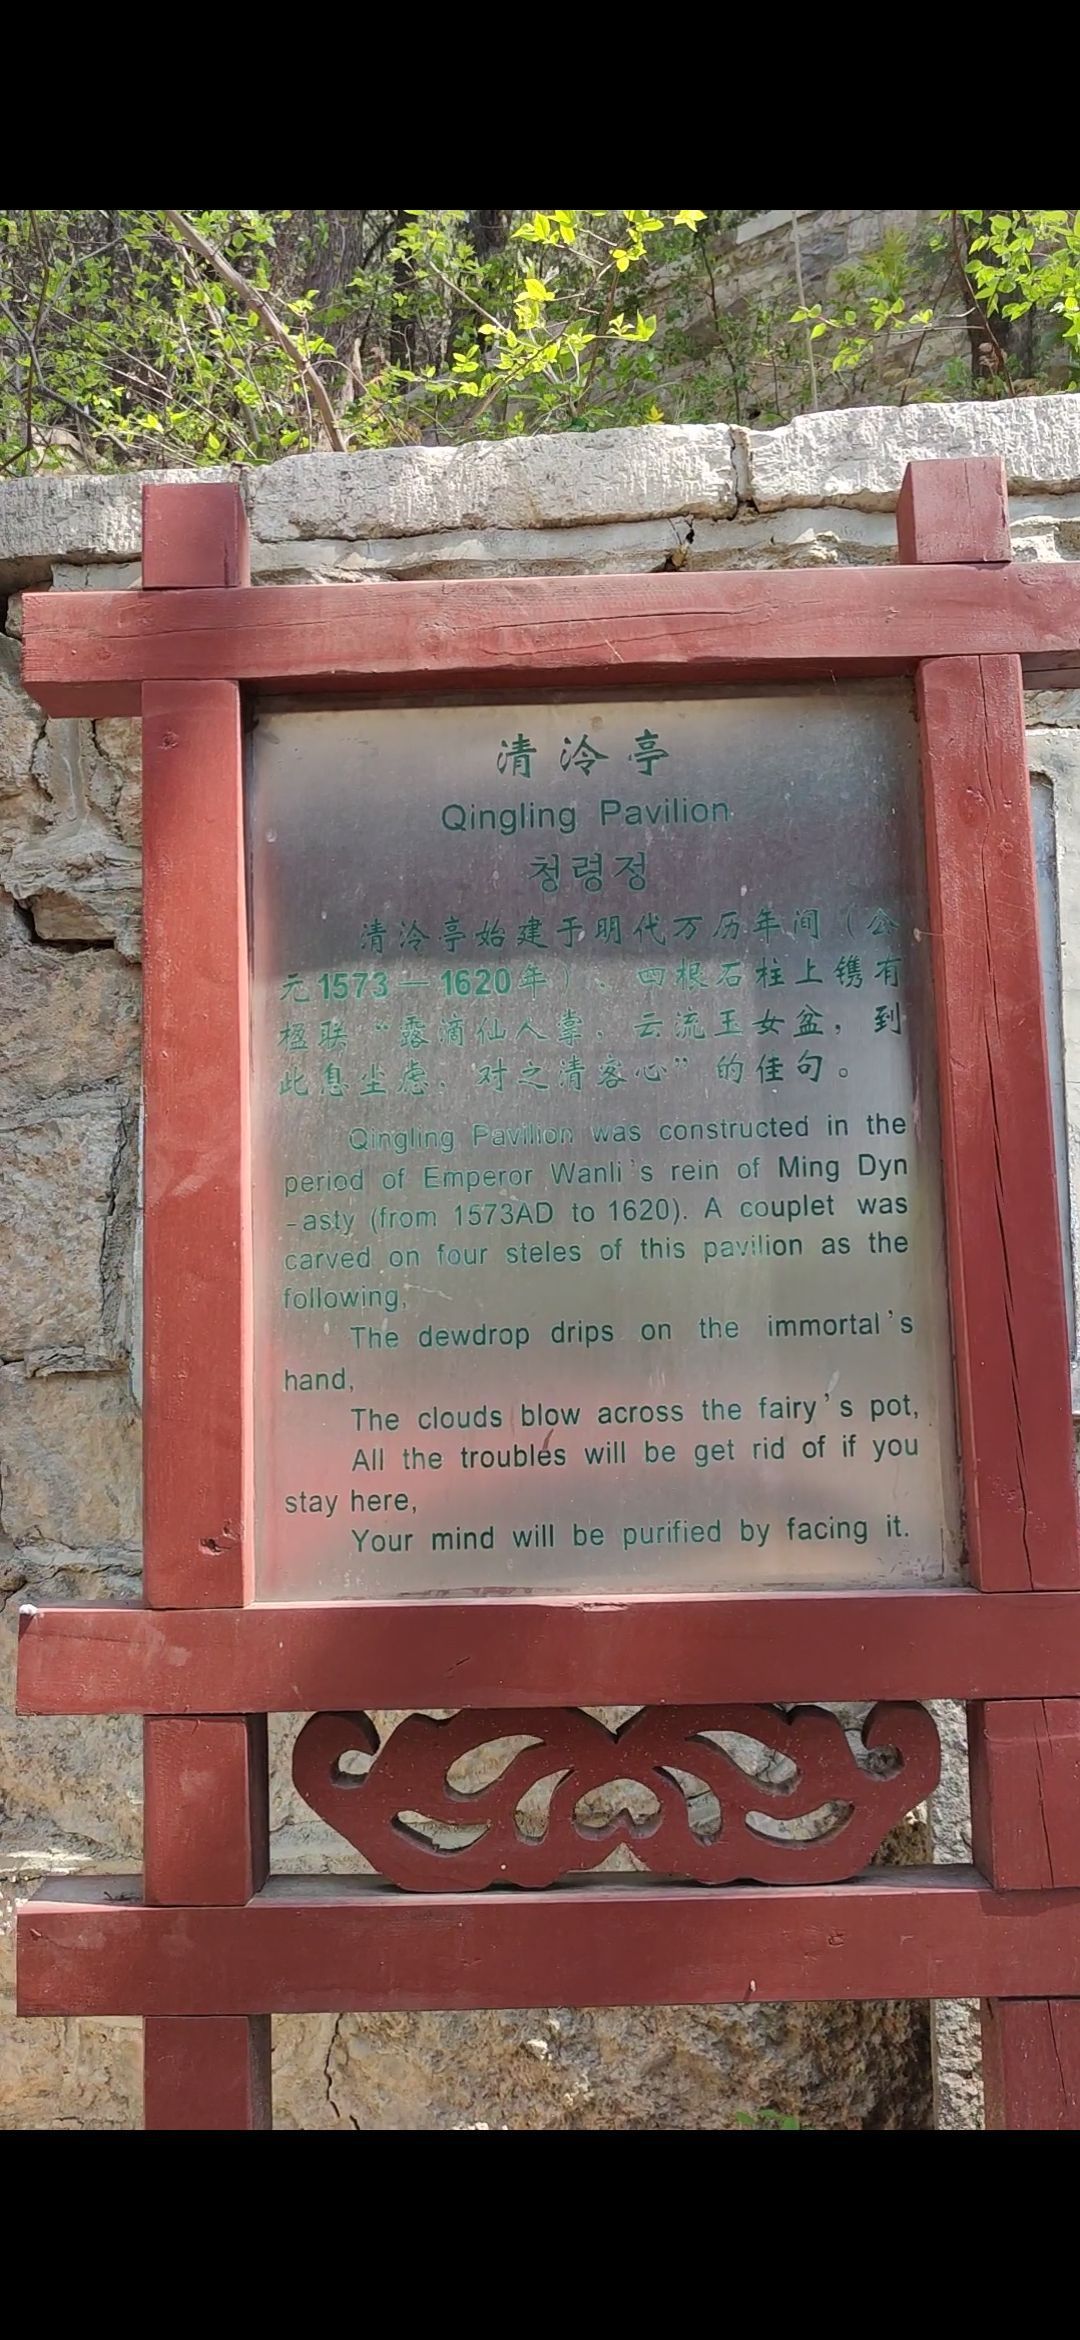 清泠亭
Qingling Pavilion
청령정
清泠亭始建于明代万历年间（公
元1573—1620年）、四根石柱上镌有
楹联“露滴仙人掌，云流玉女盆，到
此息尘虑，对之清客心”的佳句。
Qingling Pavilion was constructed in the
period of Emperor Wanli's rein of Ming Dyn
-asty (from 1573AD to 1620). A couplet was
carved on four steles of this pavilion as the
following,
The dewdrop drips on the immortal's
hand,
The clouds blow across the fairy's pot,
All the troubles will be get rid of if you
stay here,
Your mind will be purified by facing it.